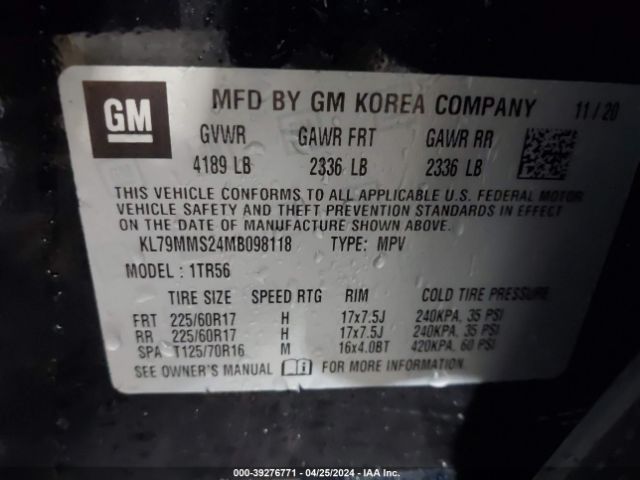 GM
MFD BY GM KOREA COMPANY 11 / 20
GVWR GAWR FRT GAWR RR
4189 LB 2336 LB 2336 LB
THIS VEHICLE CONFORMS TO ALL APPLICABLE U.S. FEDERAL MOTOR
VEHICLE SAFETY AND THEFT PREVENTION STANDARDS IN EFFECT
ON THE DATE OF MANUFACTURE SHOWN ABOVE.
KL79MMS24MB098118 TYPE: MPV
MODEL : 1TR56
TIRE SIZE SPEED RTG RIM COLD TIRE PRESSURE
FRT 225/60R17 H 17x7.5J 240KPA, 35 PSI
RR 225/60R17 H 17x7.5J 240KPA, 35 PSI
SPA T125/70R16 M 16x4.0BT 420KPA, 60 PSI
SEE OWNER'S MANUAL FOR MORE INFORMATION
000-39276771 - 04/25/2024 - IAA Inc.